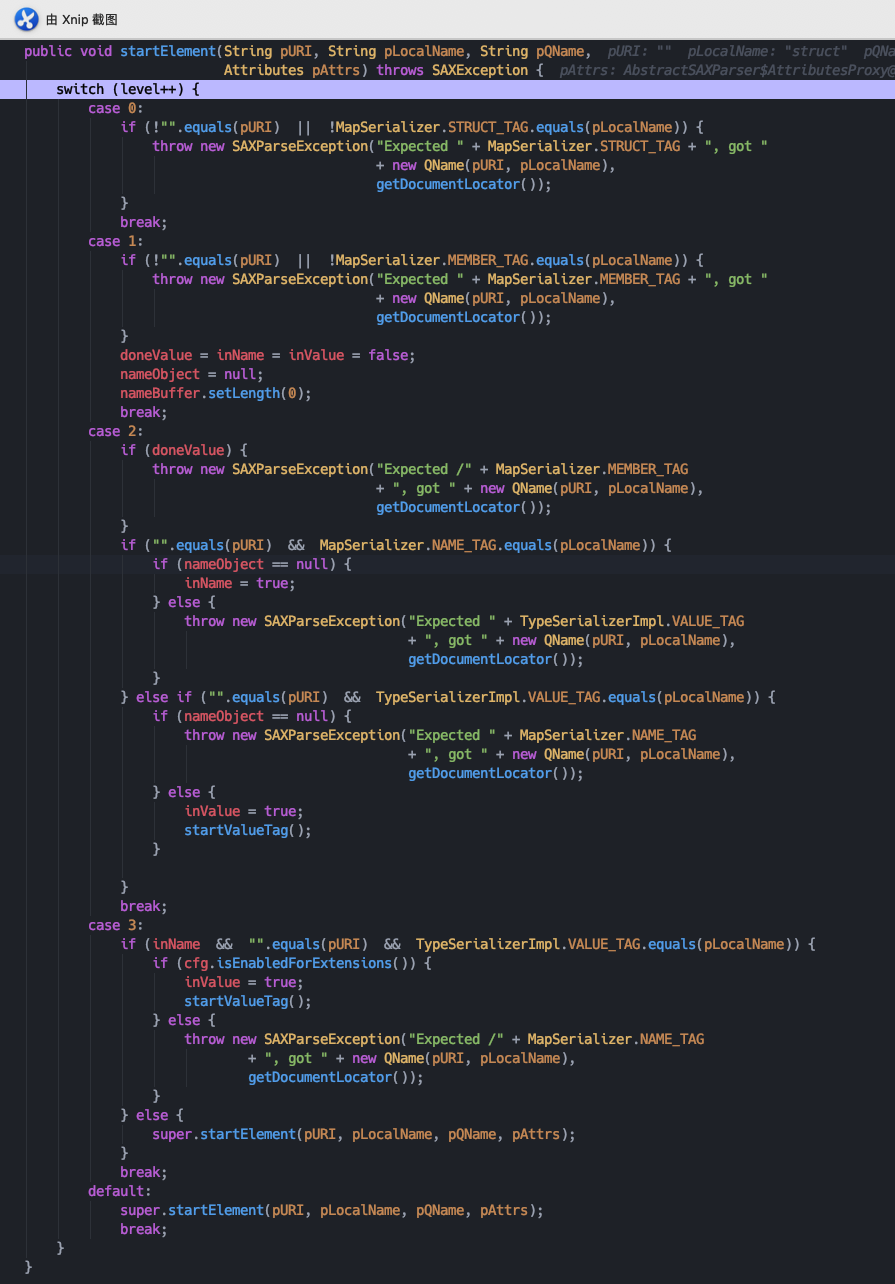 由 Xnip 截图
public void startElement(String pURI, String pLocalName, String pQName,  pURI: ""  pLocalName: "struct"  pQNa
                         Attributes pAttrs) throws SAXException {  pAttrs: AbstractSAXParser$AttributesProxy@
    switch (level++) {
        case 0:
            if (!"".equals(pURI)  ||  !MapSerializer.STRUCT_TAG.equals(pLocalName)) {
                throw new SAXParseException("Expected " + MapSerializer.STRUCT_TAG + ", got "
                                            + new QName(pURI, pLocalName),
                                            getDocumentLocator());
            }
            break;
        case 1:
            if (!"".equals(pURI)  ||  !MapSerializer.MEMBER_TAG.equals(pLocalName)) {
                throw new SAXParseException("Expected " + MapSerializer.MEMBER_TAG + ", got "
                                            + new QName(pURI, pLocalName),
                                            getDocumentLocator());
            }
            doneValue = inName = inValue = false;
            nameObject = null;
            nameBuffer.setLength(0);
            break;
        case 2:
            if (doneValue) {
                throw new SAXParseException("Expected /" + MapSerializer.MEMBER_TAG
                                            + ", got " + new QName(pURI, pLocalName),
                                            getDocumentLocator());
            }
            if ("".equals(pURI)  &&  MapSerializer.NAME_TAG.equals(pLocalName)) {
                if (nameObject == null) {
                    inName = true;
                } else {
                    throw new SAXParseException("Expected " + TypeSerializerImpl.VALUE_TAG
                                                + ", got " + new QName(pURI, pLocalName),
                                                getDocumentLocator());
                }
            } else if ("".equals(pURI)  &&  TypeSerializerImpl.VALUE_TAG.equals(pLocalName)) {
                if (nameObject == null) {
                    throw new SAXParseException("Expected " + MapSerializer.NAME_TAG
                                                + ", got " + new QName(pURI, pLocalName),
                                                getDocumentLocator());
                } else {
                    inValue = true;
                    startValueTag();
                }

            }
            break;
        case 3:
            if (inName  &&  "".equals(pURI)  &&  TypeSerializerImpl.VALUE_TAG.equals(pLocalName)) {
                if (cfg.isEnabledForExtensions()) {
                    inValue = true;
                    startValueTag();
                } else {
                    throw new SAXParseException("Expected /" + MapSerializer.NAME_TAG
                            + ", got " + new QName(pURI, pLocalName),
                            getDocumentLocator());
                }
            } else {
                super.startElement(pURI, pLocalName, pQName, pAttrs);
            }
            break;
        default:
            super.startElement(pURI, pLocalName, pQName, pAttrs);
            break;
    }
}